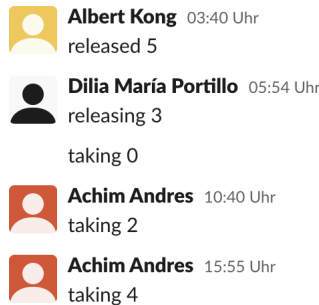 Albert Kong 03:40 Uhr
released 5
Dilia María Portillo 05:54 Uhr
releasing 3
taking 0
Achim Andres 10:40 Uhr
taking 2
Achim Andres 15:55 Uhr
taking 4